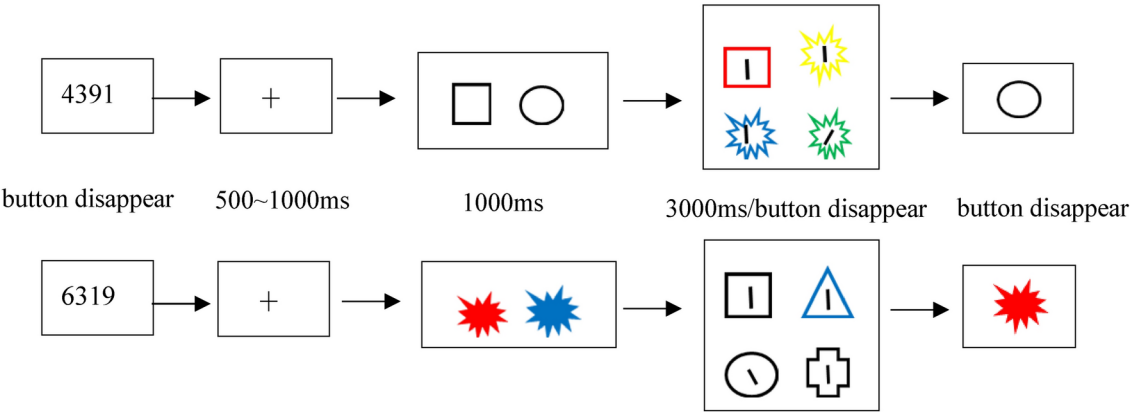 4391
+
button disappear
500~1000ms
1000ms
3000ms/button disappear
button disappear
6319
+